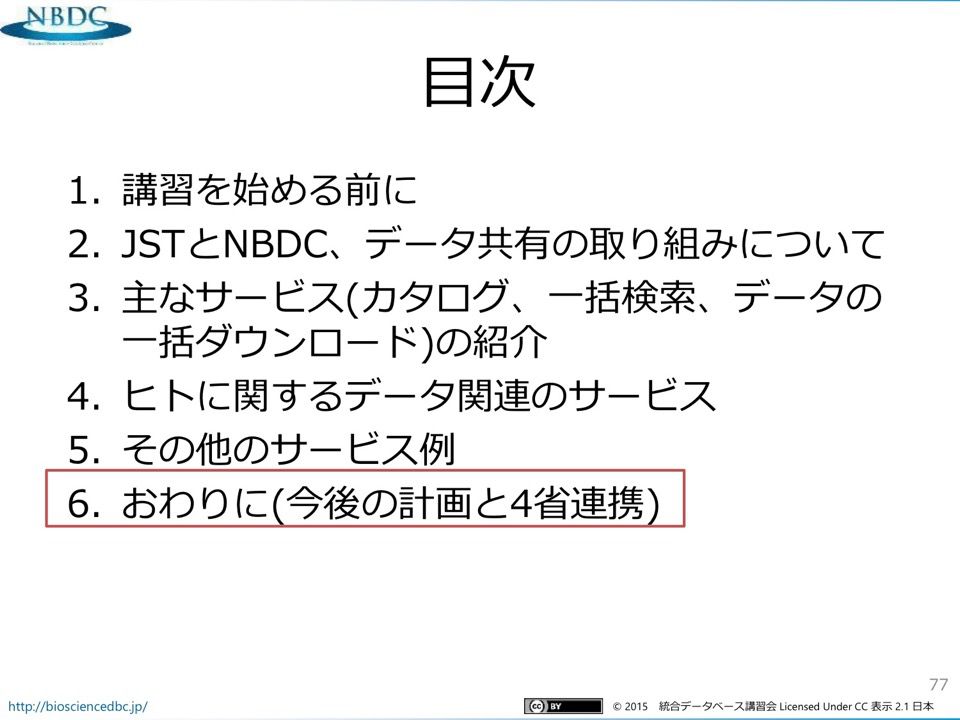 NBDC
目次
1. 講習を始める前に
2. JSTとNBDC、データ共有の取り組みについて
3. 主なサービス(カタログ、一括検索、データの
一括ダウンロード)の紹介
4. ヒトに関するデータ関連のサービス
5. その他のサービス例
6. おわりに(今後の計画と4省連携)
77
http://biosciencedbc.jp/
cc BY © 2015 統合データベース講習会 Licensed Under CC 表示 2.1 日本